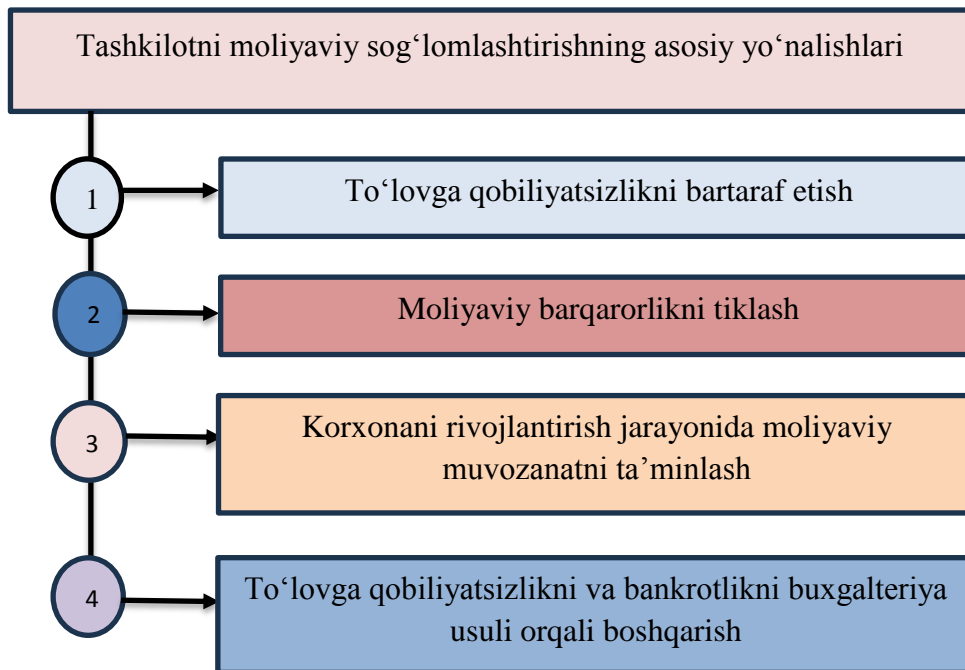 Tashkilotni moliyaviy sog‘lomlashtirishning asosiy yo‘nalishlari
1
To‘lovga qobiliyatsizlikni bartaraf etish
2
Moliyaviy barqarorlikni tiklash
3
Korxonani rivojlantirish jarayonida moliyaviy
muvozanatni ta’minlash
4
To‘lovga qobiliyatsizlikni va bankrotlikni buxgalteriya
usuli orqali boshqarish